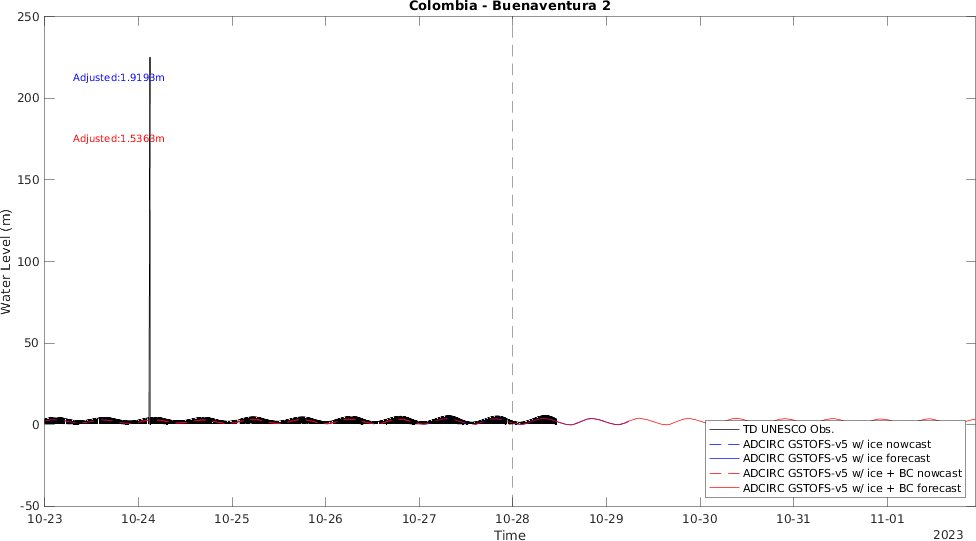 Colombia - Buenaventura 2
250
200
150
100
50
0
-50
Water Level (m)
Adjusted:1.9193m
Adjusted:1.5363m
TD UNESCO Obs.
ADCIRC GSTOFS-v5 w/ ice nowcast
ADCIRC GSTOFS-v5 w/ ice forecast
ADCIRC GSTOFS-v5 w/ ice + BC nowcast
ADCIRC GSTOFS-v5 w/ ice + BC forecast
10-23 10-24 10-25 10-26 10-27 10-28 10-29 10-30 10-31 11-01
Time
2023